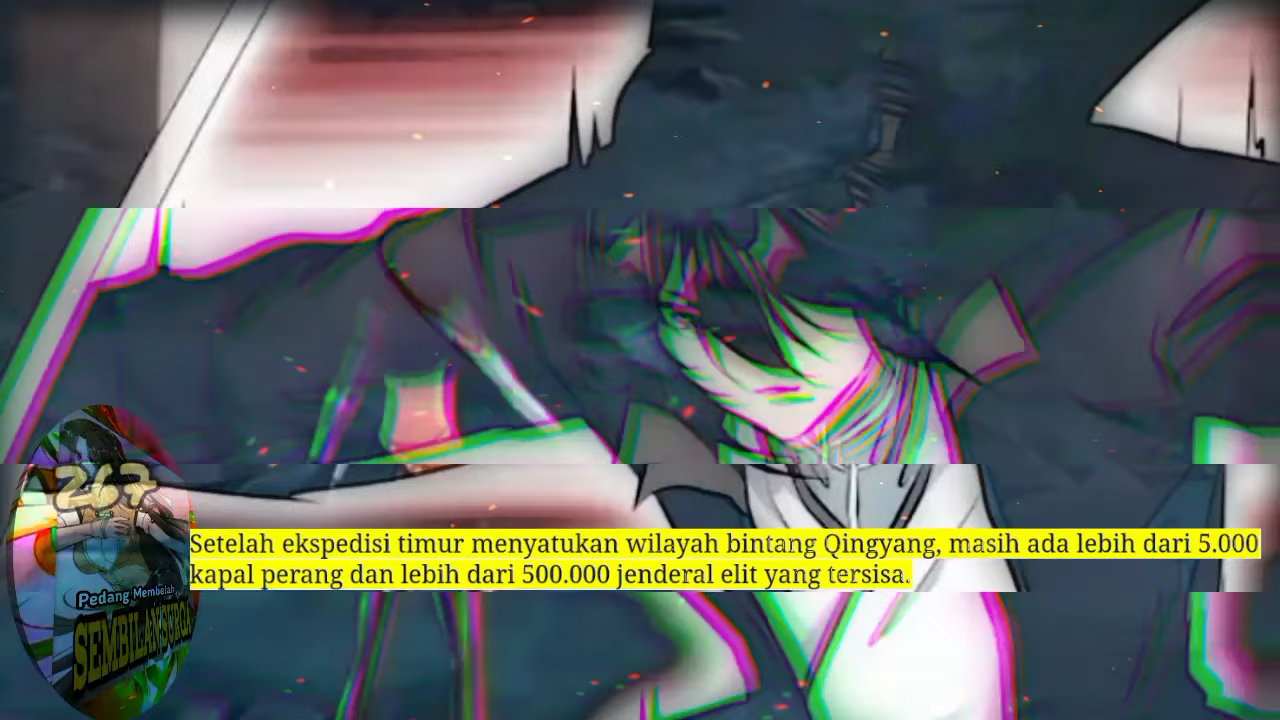 267
Pedang Membelah
SEMBILAN SURGA
Setelah ekspedisi timur menyatukan wilayah bintang Qingyang, masih ada lebih dari 5.000
kapal perang dan lebih dari 500.000 jenderal elit yang tersisa.